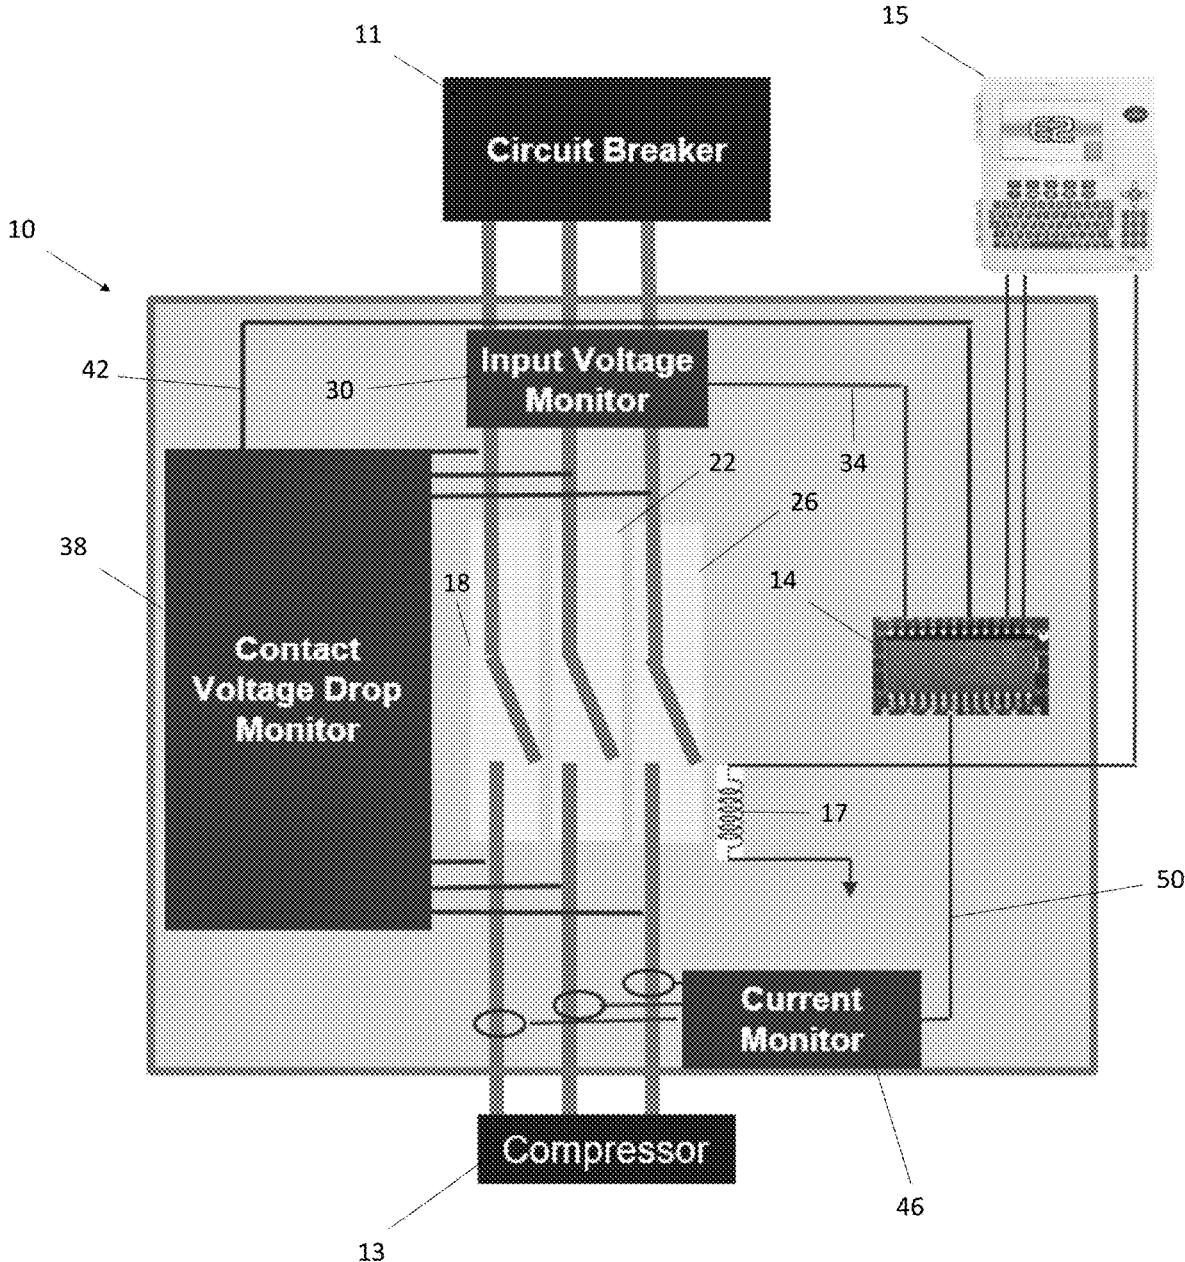 15
11
Circuit Breaker
10
42
30
Input Voltage
Monitor
22
34
26
38
18
14
Contact
Voltage Drop
Monitor
17
50
Current
Monitor
Compressor
46
13